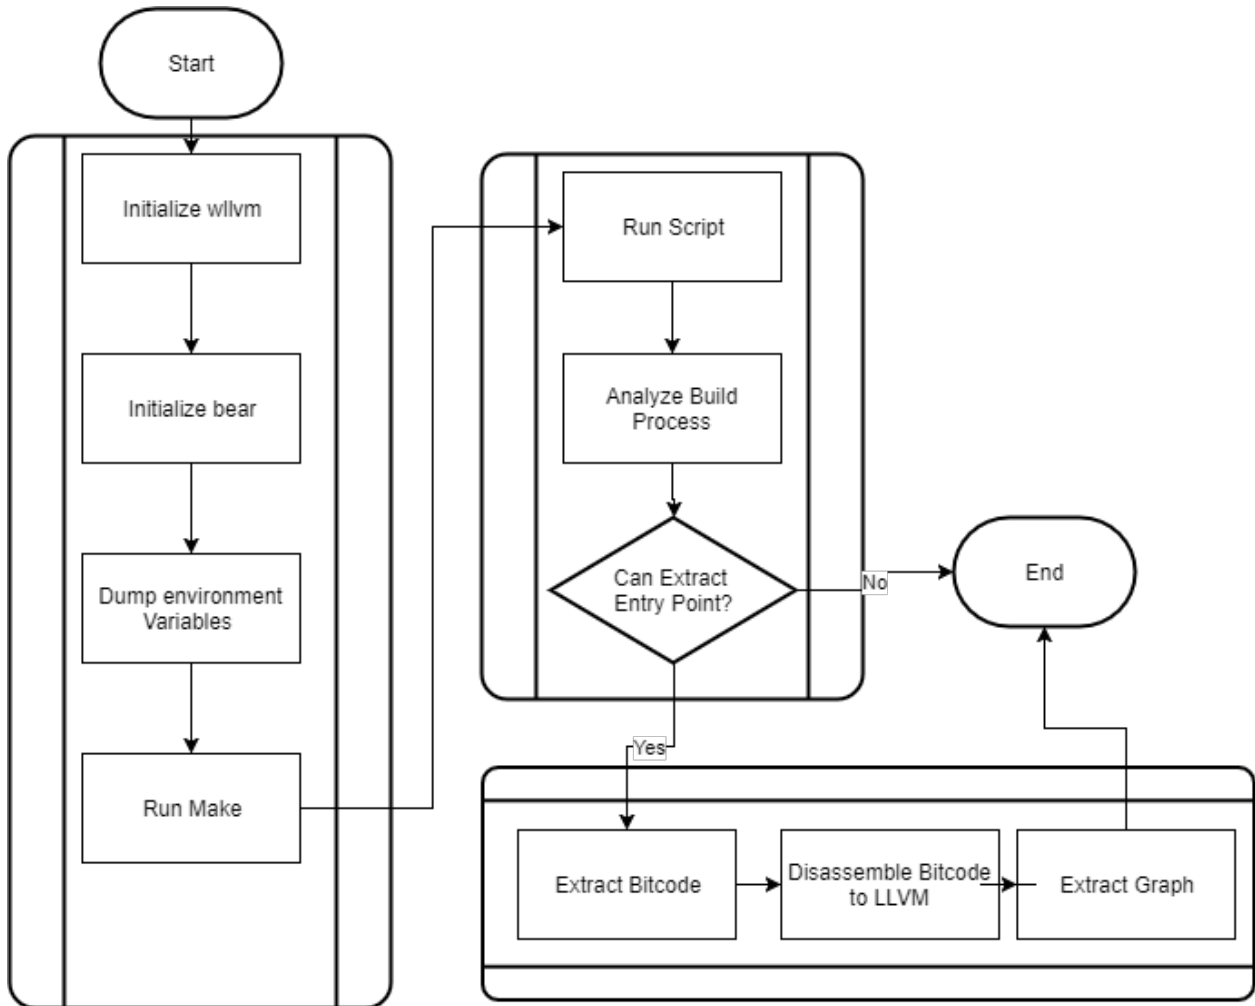 Start
Initialize wllvm
Initialize bear
Dump environment
Variables
Run Make
Run Script
Analyze Build
Process
Can Extract
Entry Point?
No
End
Yes
Extract Bitcode
Disassemble Bitcode
to LLVM
Extract Graph